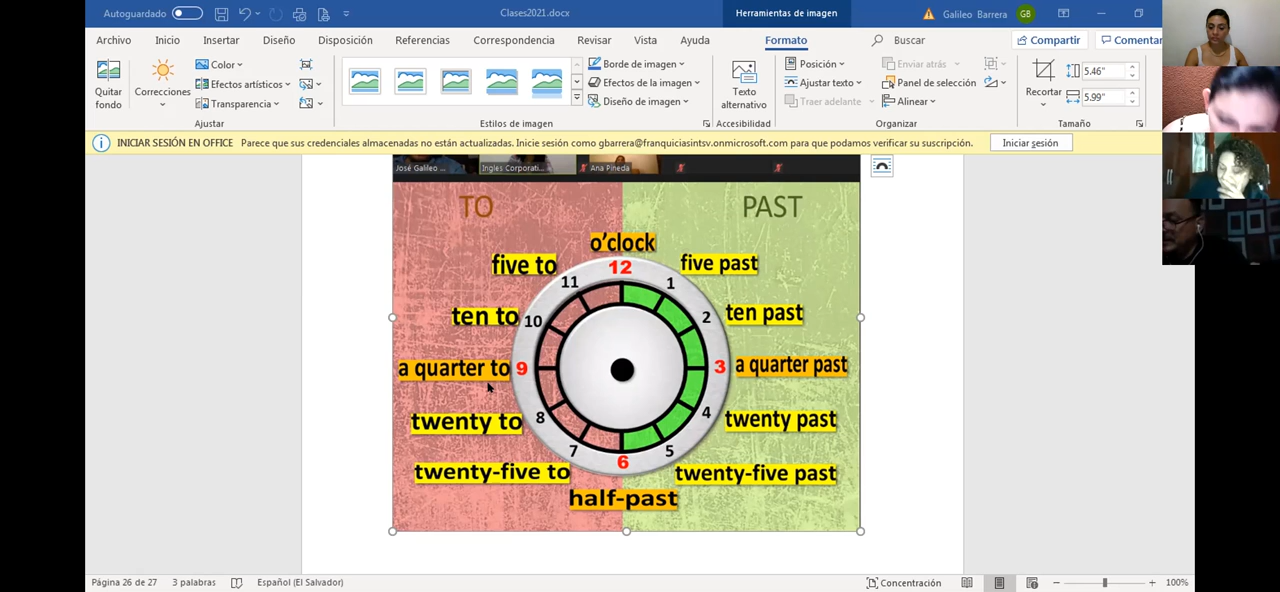 Autoguardado
Clases2021.docx
Herramientas de imagen
Galileo Barrera
GB
Archivo Inicio Insertar Diseño Disposición Referencias Correspondencia Revisar Vista Ayuda Formato Buscar Compartir Comentar
Quitar fondo
Correcciones
Color
Efectos artísticos
Transparencia
Ajustar
Estilos de imagen
Borde de imagen
Efectos de la imagen
Diseño de imagen
Texto alternativo
Accesibilidad
Posición
Ajustar texto
Traer adelante
Enviar atrás
Panel de selección
Alinear
Organizar
Recortar
5.46"
5.99"
Tamaño
INICIAR SESIÓN EN OFFICE Parece que sus credenciales almacenadas no están actualizadas. Inicie sesión como gbarrera@franquiciasintsv.onmicrosoft.com para que podamos verificar su suscripción. Iniciar sesión
José Galileo ... Ingles Corporati... Ana Pineda
TO PAST
o'clock
five to 11 12 1 five past
ten to 10 2 ten past
a quarter to 9 3 a quarter past
twenty to 8 4 twenty past
twenty-five to 7 6 5 twenty-five past
half-past
Página 26 de 27 3 palabras Español (El Salvador) Concentración 100%